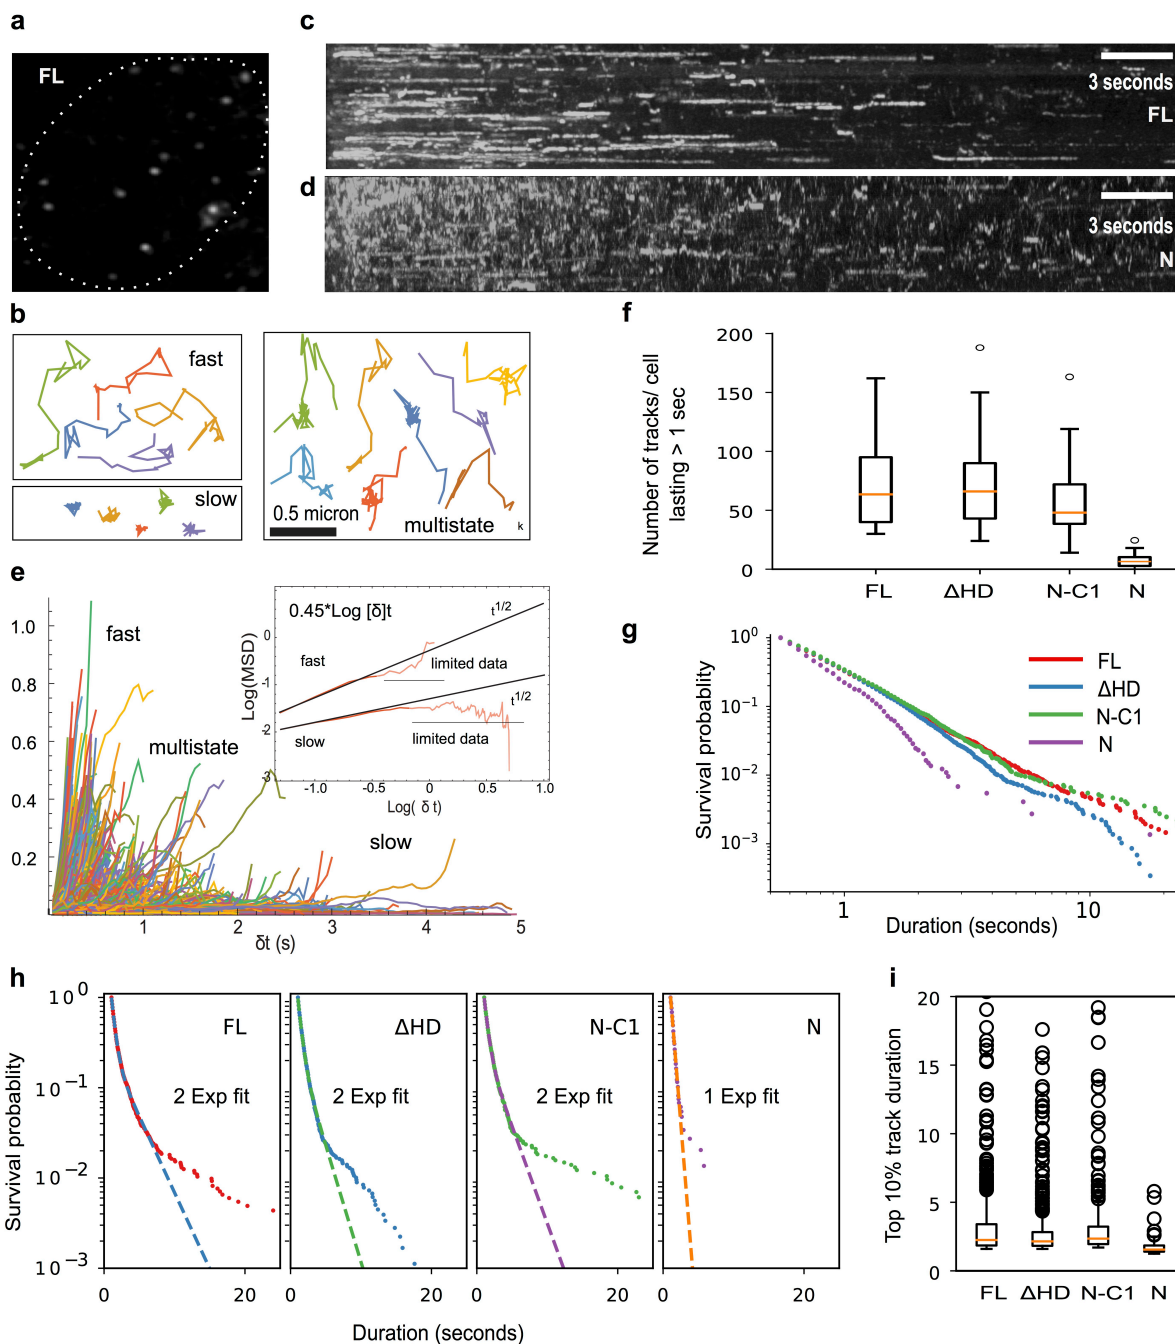 a
FL
c
3 seconds
FL
d
3 seconds
N
b
fast
slow
multistate
0.5 micron
k
e
1.0
0.8
0.6
0.4
0.2
fast
multistate
slow
1 2 3 4 5
δt (s)
0.45*Log [δ]t
t1/2
fast
limited data
t1/2
slow
limited data
Log(MSD)
0
-1
-2
-3
-1.0 -0.5 0 0.5 1.0
Log( δ t)
f
Number of tracks/ cell
lasting > 1 sec
200
150
100
50
0
FL ΔHD N-C1 N
g
Survival probability
10^0
10^-1
10^-2
10^-3
FL
ΔHD
N-C1
N
1 10
Duration (seconds)
h
Survival probablity
10^0
10^-1
10^-2
10^-3
FL
2 Exp fit
ΔHD
2 Exp fit
N-C1
2 Exp fit
N
1 Exp fit
0 20 0 20 0 20 0 20
Duration (seconds)
i
Top 10% track duration
20
15
10
5
0
FL ΔHD N-C1 N